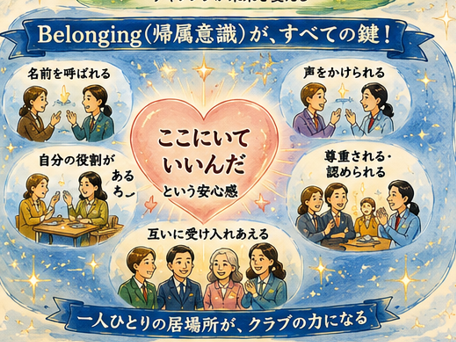 Belonging(帰属意識)が、すべての鍵!
名前を呼ばれる
声をかけられる
ここにいて
いいんだ
という安心感
自分の役割が
ある
尊重される・
認められる
互いに受け入れあえる
一人ひとりの居場所が、クラブの力になる